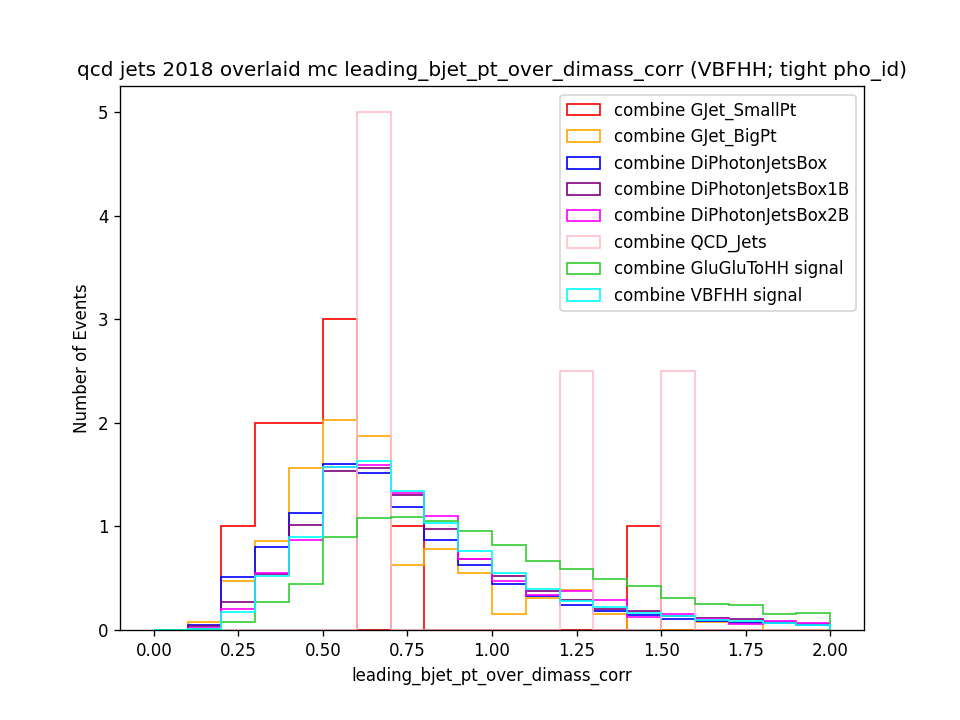 qcd jets 2018 overlaid mc leading_bjet_pt_over_dimass_corr (VBFHH; tight pho_id)
combine GJet_SmallPt
combine GJet_BigPt
combine DiPhotonJetsBox
combine DiPhotonJetsBox1B
combine DiPhotonJetsBox2B
combine QCD_Jets
combine GluGluToHH signal
combine VBFHH signal
Number of Events
5
4
3
2
1
0
0.00 0.25 0.50 0.75 1.00 1.25 1.50 1.75 2.00
leading_bjet_pt_over_dimass_corr